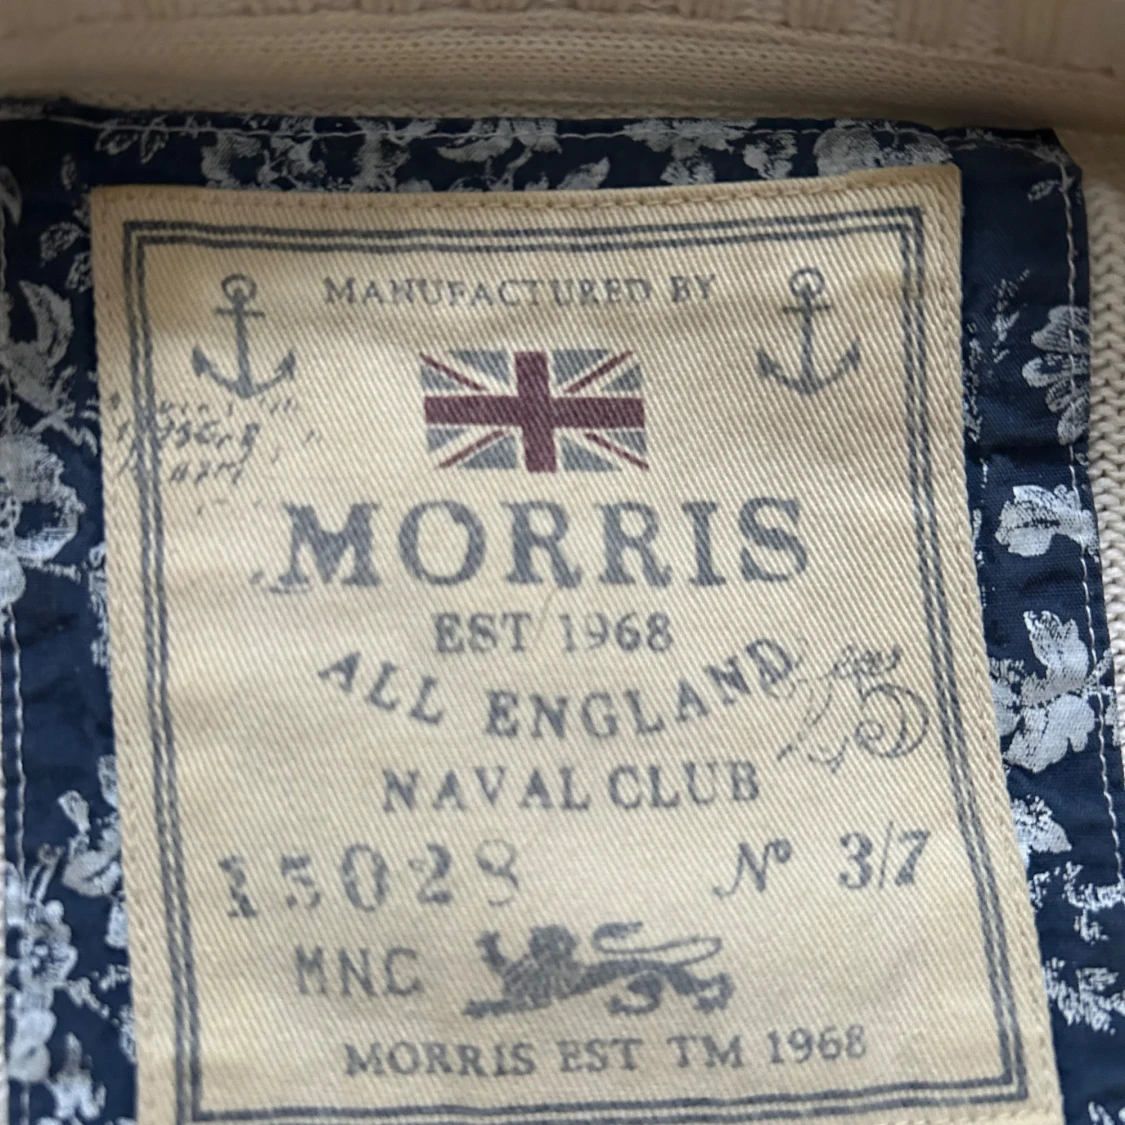 MANUFACTURED BY
MORRIS
EST 1968
ALL ENGLAND
NAVAL CLUB
15028 Nº 3/7
MNC
MORRIS EST TM 1968